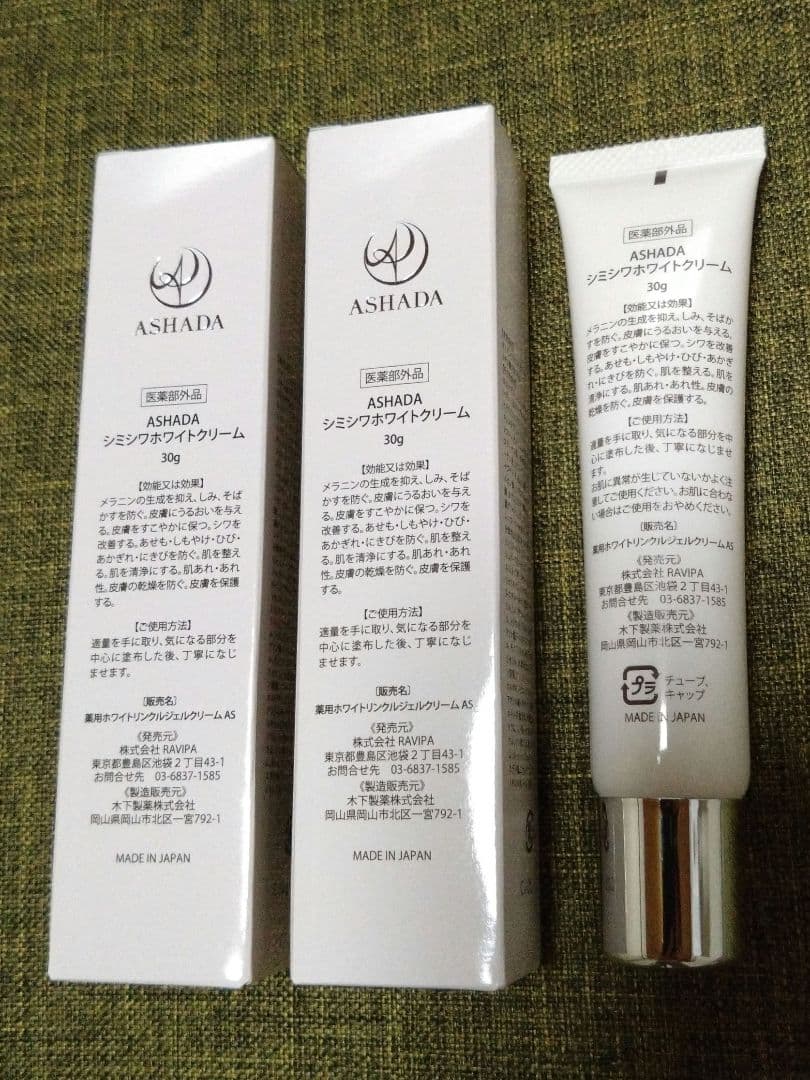 ASHADA
医薬部外品
ASHADA
シミシワホワイトクリーム
30g
【効能又は効果】
メラニンの生成を抑え、しみ、そば
かすを防ぐ。皮膚にうるおいを与え
る。皮膚をすこやかに保つ。シワを
改善する。あせも・しもやけ・ひび・
あかぎれ・にきびを防ぐ。肌を整え
る。肌を清浄にする。肌あれ・あれ
性。皮膚の乾燥を防ぐ。皮膚を保護
する。
【ご使用方法】
適量を手に取り、気になる部分を
中心に塗布した後、丁寧になじ
ませます。
［販売名］
薬用ホワイトリンクルジェルクリーム AS
《発売元》
株式会社 RAVIPA
東京都豊島区池袋２丁目43-1
お問合せ先　03-6837-1585
《製造販売元》
木下製薬株式会社
岡山県岡山市北区一宮792-1
MADE IN JAPAN
ASHADA
医薬部外品
ASHADA
シミシワホワイトクリーム
30g
【効能又は効果】
メラニンの生成を抑え、しみ、そば
かすを防ぐ。皮膚にうるおいを与え
る。皮膚をすこやかに保つ。シワを
改善する。あせも・しもやけ・ひび・
あかぎれ・にきびを防ぐ。肌を整え
る。肌を清浄にする。肌あれ・あれ
性。皮膚の乾燥を防ぐ。皮膚を保護
する。
【ご使用方法】
適量を手に取り、気になる部分を
中心に塗布した後、丁寧になじ
ませます。
［販売名］
薬用ホワイトリンクルジェルクリーム AS
《発売元》
株式会社 RAVIPA
東京都豊島区池袋２丁目43-1
お問合せ先　03-6837-1585
《製造販売元》
木下製薬株式会社
岡山県岡山市北区一宮792-1
MADE IN JAPAN
医薬部外品
ASHADA
シミシワホワイトクリーム
30g
【効能又は効果】
メラニンの生成を抑え、しみ、そばか
すを防ぐ。皮膚にうるおいを与える。
皮膚をすこやかに保つ。シワを改善
する。あせも・しもやけ・ひび・あかぎ
れ・にきびを防ぐ。肌を整える。肌を
清浄にする。肌あれ・あれ性。皮膚の
乾燥を防ぐ。皮膚を保護する。
【ご使用方法】
適量を手に取り、気になる部分を中
心に塗布した後、丁寧になじませ
ます。
お肌に異常が生じていないかよく注
意してご使用ください。お肌に合わな
い場合はご使用をおやめください。
［販売名］
薬用ホワイトリンクルジェルクリーム AS
《発売元》
株式会社 RAVIPA
東京都豊島区池袋２丁目43-1
お問合せ先　03-6837-1585
《製造販売元》
木下製薬株式会社
岡山県岡山市北区一宮792-1
プラ
チューブ、
キャップ
MADE IN JAPAN